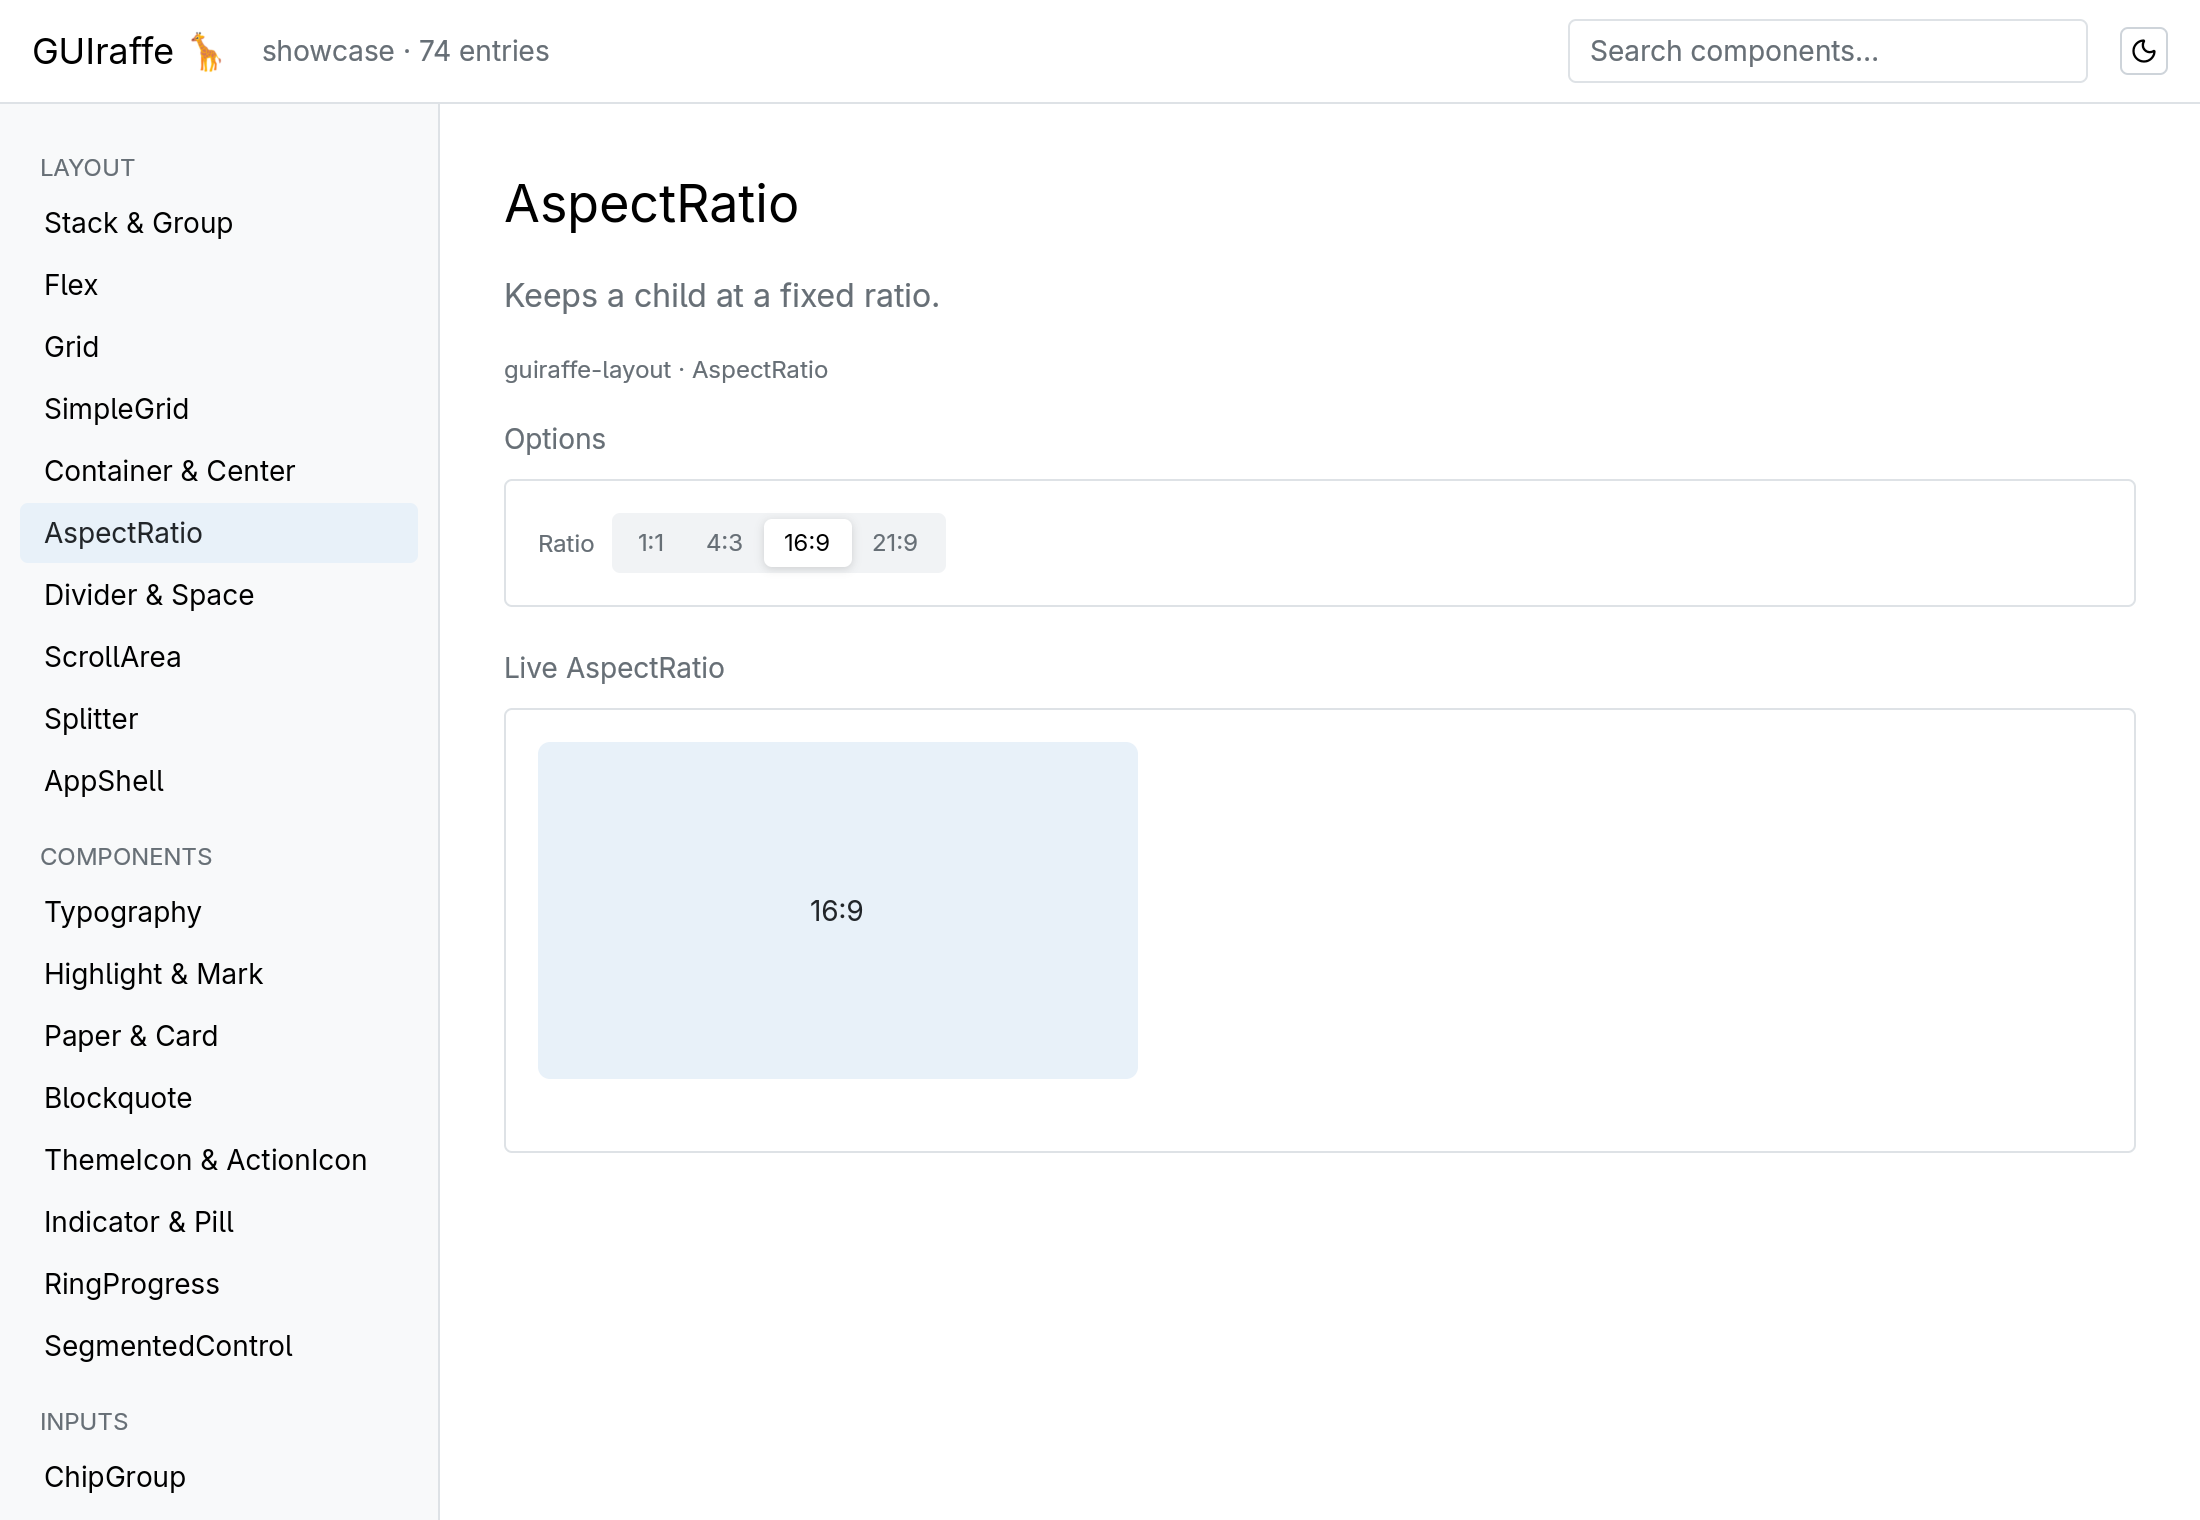 GUIraffe 🦒 showcase · 74 entries Search components...
LAYOUT
Stack & Group
Flex
Grid
SimpleGrid
Container & Center
AspectRatio
Divider & Space
ScrollArea
Splitter
AppShell
COMPONENTS
Typography
Highlight & Mark
Paper & Card
Blockquote
ThemeIcon & ActionIcon
Indicator & Pill
RingProgress
SegmentedControl
INPUTS
ChipGroup
AspectRatio
Keeps a child at a fixed ratio.
guiraffe-layout · AspectRatio
Options
Ratio 1:1 4:3 16:9 21:9
Live AspectRatio
16:9